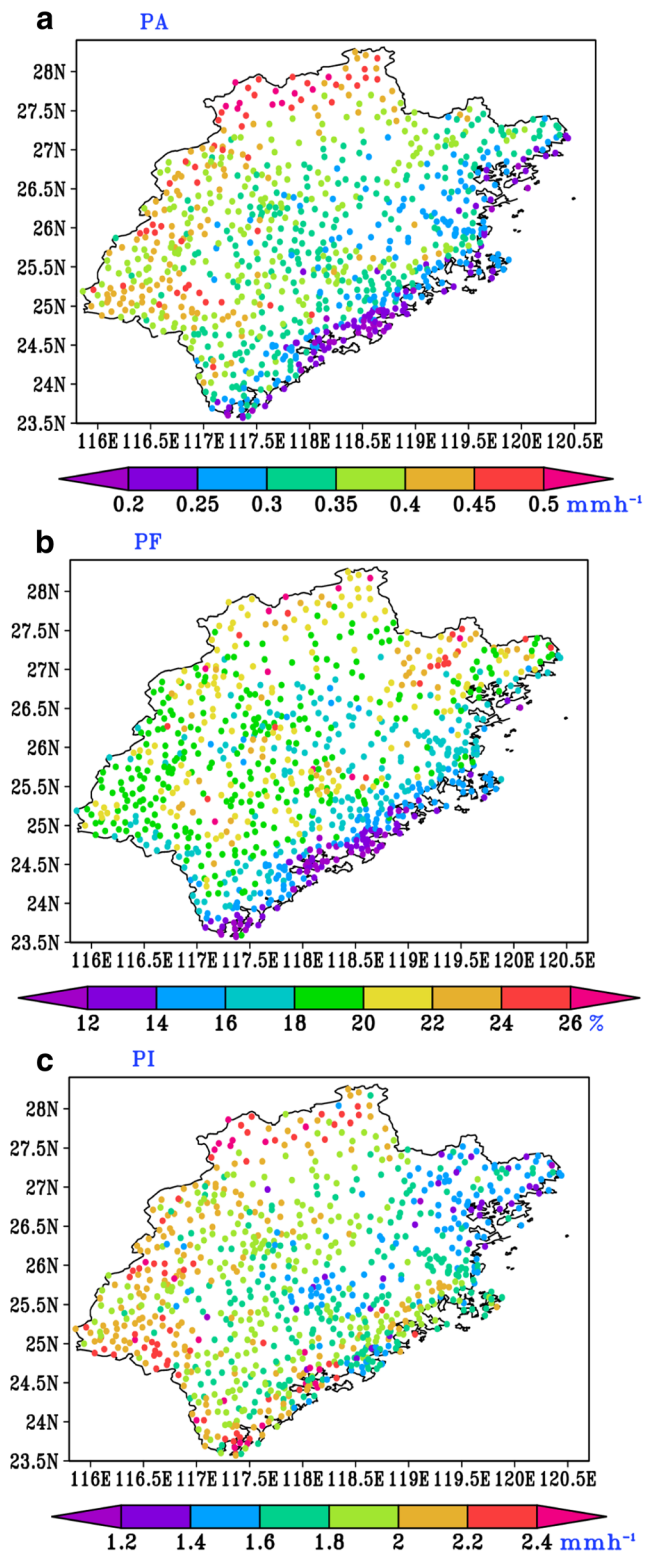 a
PA
28N
27.5N
27N
26.5N
26N
25.5N
25N
24.5N
24N
23.5N
116E 116.5E 117E 117.5E 118E 118.5E 119E 119.5E 120E 120.5E
0.2 0.25 0.3 0.35 0.4 0.45 0.5 mmh⁻¹
b
PF
28N
27.5N
27N
26.5N
26N
25.5N
25N
24.5N
24N
23.5N
116E 116.5E 117E 117.5E 118E 118.5E 119E 119.5E 120E 120.5E
12 14 16 18 20 22 24 26 %
c
PI
28N
27.5N
27N
26.5N
26N
25.5N
25N
24.5N
24N
23.5N
116E 116.5E 117E 117.5E 118E 118.5E 119E 119.5E 120E 120.5E
1.2 1.4 1.6 1.8 2 2.2 2.4 mmh⁻¹